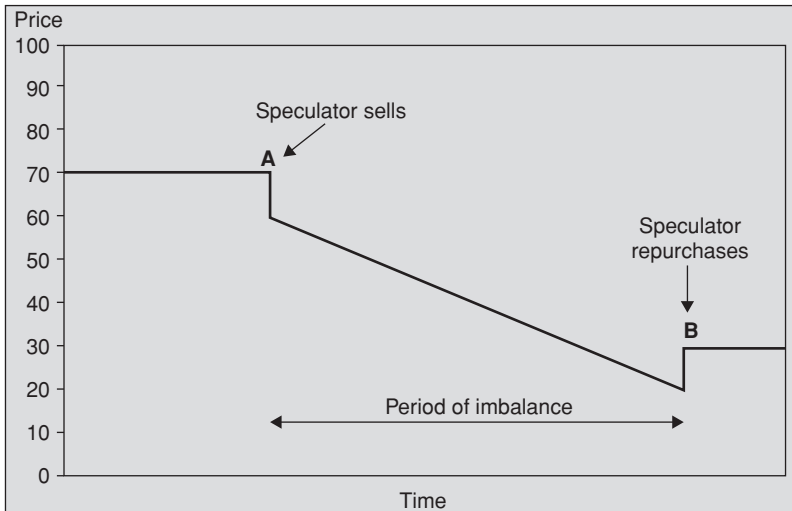 Price
100
90
80
70
60
50
40
30
20
10
0
Speculator sells
A
Speculator
repurchases
B
Period of imbalance
Time